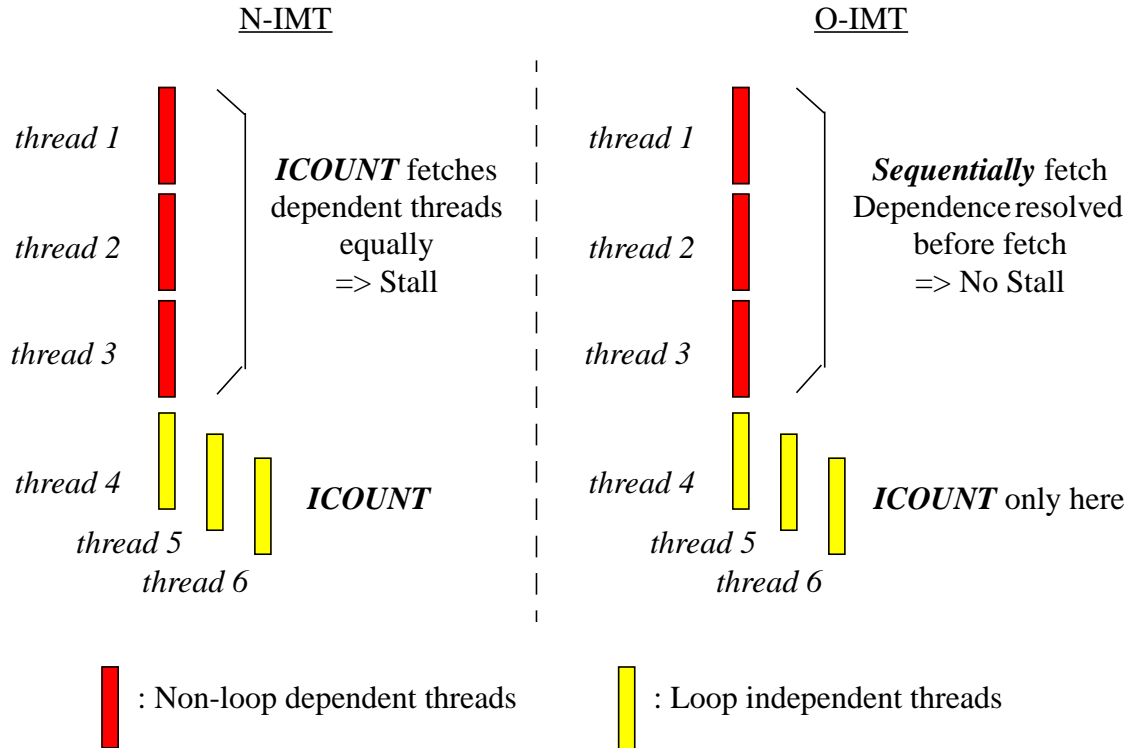 N-IMT
thread 1
thread 2
thread 3
ICOUNT fetches
dependent threads
equally
=> Stall
thread 4
thread 5
thread 6
ICOUNT
O-IMT
thread 1
thread 2
thread 3
Sequentially fetch
Dependence resolved
before fetch
=> No Stall
thread 4
thread 5
thread 6
ICOUNT only here
: Non-loop dependent threads
: Loop independent threads